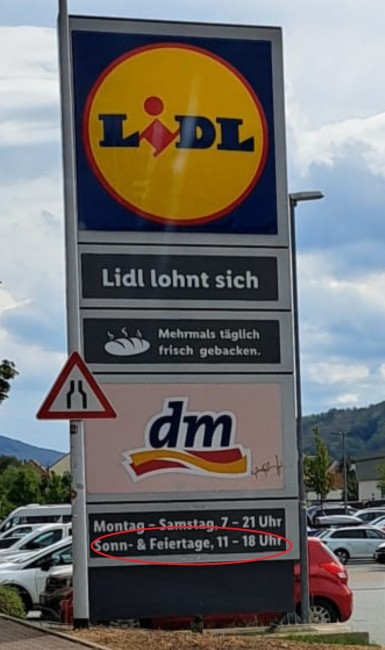 LiDL
Lidl lohnt sich
Mehrmals täglich
frisch gebacken.
dm
Montag – Samstag, 7 – 21 Uhr
Sonn- & Feiertage, 11 – 18 Uhr